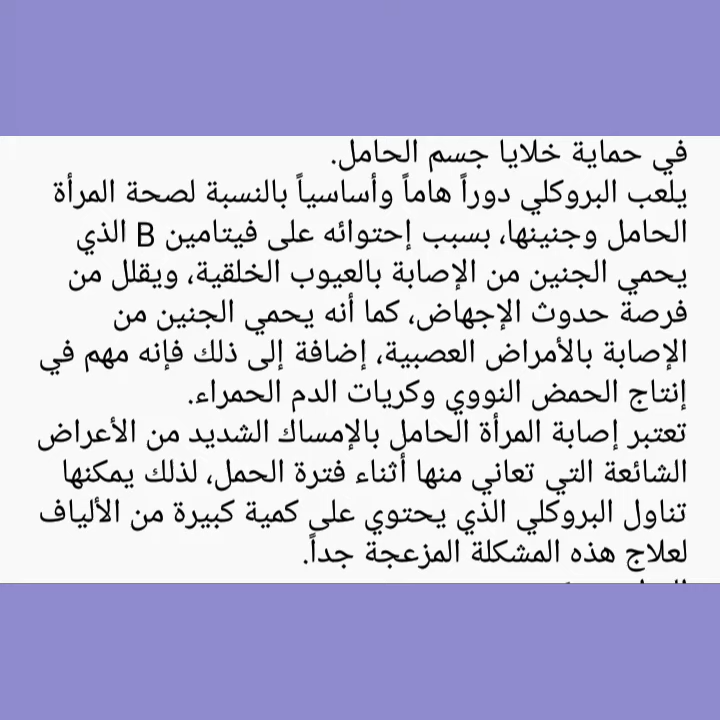 في حماية خلايا جسم الحامل.
يلعب البروكلي دوراً هاماً وأساسياً بالنسبة لصحة المرأة
الحامل وجنينها، بسبب إحتوائه على فيتامين B الذي
يحمي الجنين من الإصابة بالعيوب الخلقية، ويقلل من
فرصة حدوث الإجهاض، كما أنه يحمي الجنين من
الإصابة بالأمراض العصبية، إضافة إلى ذلك فإنه مهم في
إنتاج الحمض النووي وكريات الدم الحمراء.
تعتبر إصابة المرأة الحامل بالإمساك الشديد من الأعراض
الشائعة التي تعاني منها أثناء فترة الحمل، لذلك يمكنها
تناول البروكلي الذي يحتوي على كمية كبيرة من الألياف
لعلاج هذه المشكلة المزعجة جداً.